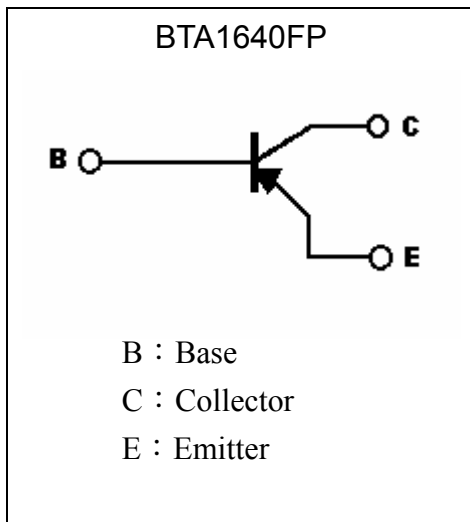 BTA1640FP
C
B
E
B：Base
C：Collector
E：Emitter